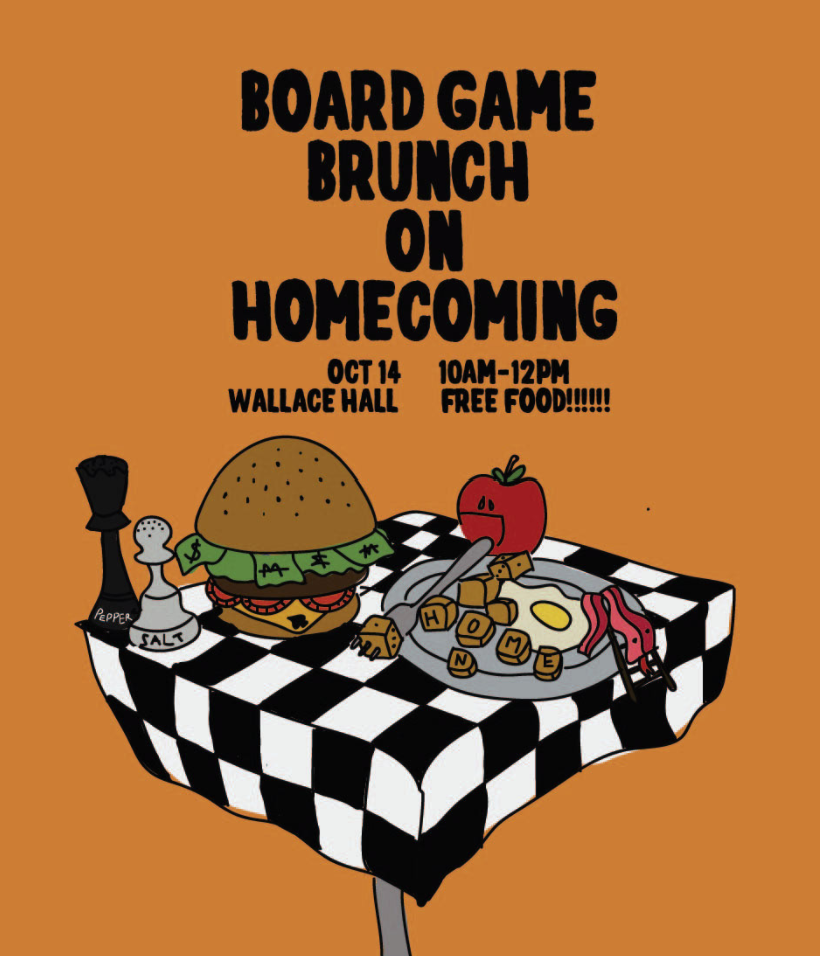 BOARD GAME
BRUNCH
ON
HOMECOMING
OCT 14 10AM-12PM
WALLACE HALL FREE FOOD!!!!!!
PEPPER
SALT
$ $
H O M
N M E